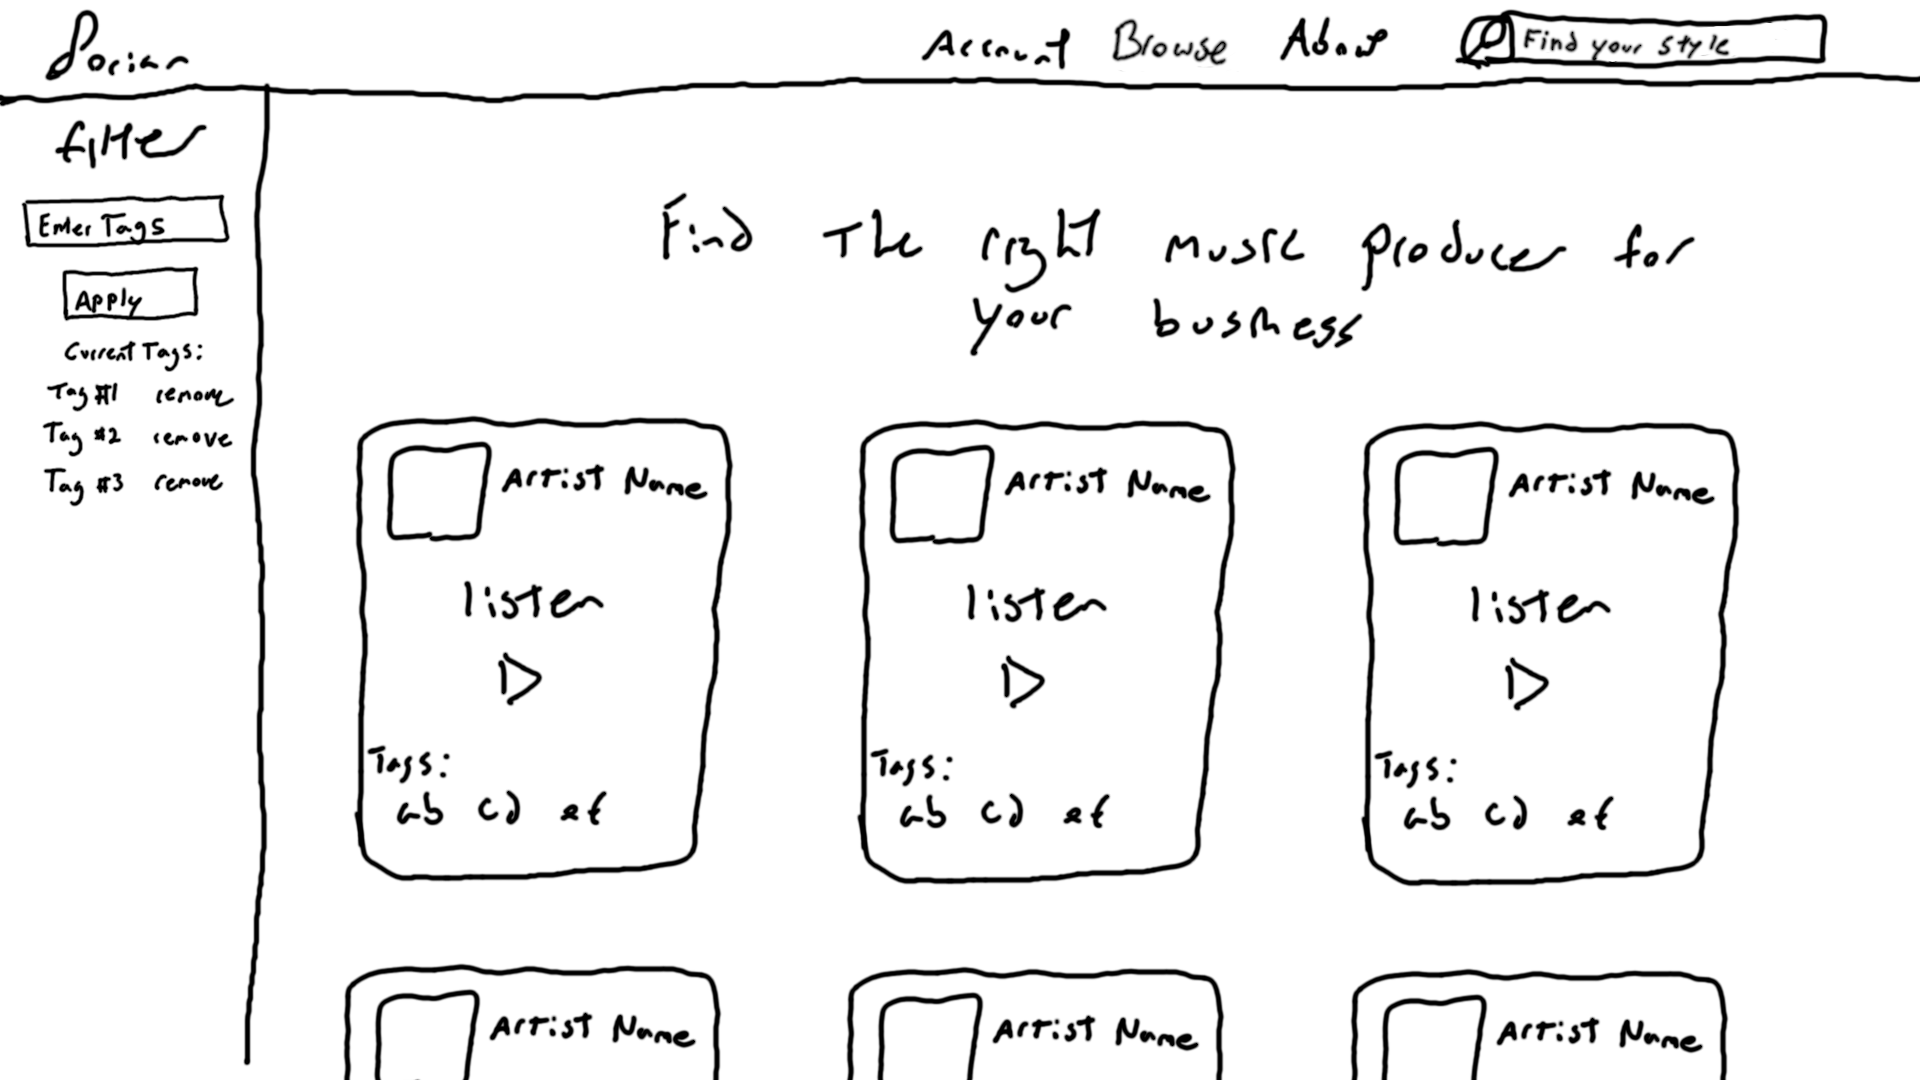 Dorian
Account Browse About
Find your style
filter
Enter Tags
Apply
Current Tags:
Tag #1 remove
Tag #2 remove
Tag #3 remove
Find The right music producer for
your business
Artist Name
listen
Tags:
ab cd ef
Artist Name
listen
Tags:
ab cd ef
Artist Name
listen
Tags:
ab cd ef
Artist Name
Artist Name
Artist Name